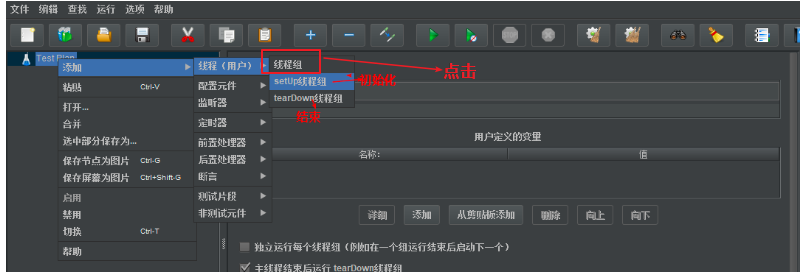 文件 编辑 查找 运行 选项 帮助
Test Plan
添加
粘贴 Ctrl-V
打开...
合并
选中部分保存为...
保存节点为图片 Ctrl-G
保存屏幕为图片 Ctrl+Shift-G
启用
禁用
切换 Ctrl-T
帮助
线程（用户）
配置元件
监听器
定时器
前置处理器
后置处理器
断言
测试片段
非测试元件
线程组
setUp线程组
tearDown线程组
点击
初始化
结束
用户定义的变量
名称:
值
详细 添加 从剪贴板添加 删除 向上 向下
独立运行每个线程组（例如在一个组运行结束后启动下一个）
主线程结束后运行 tearDown线程组